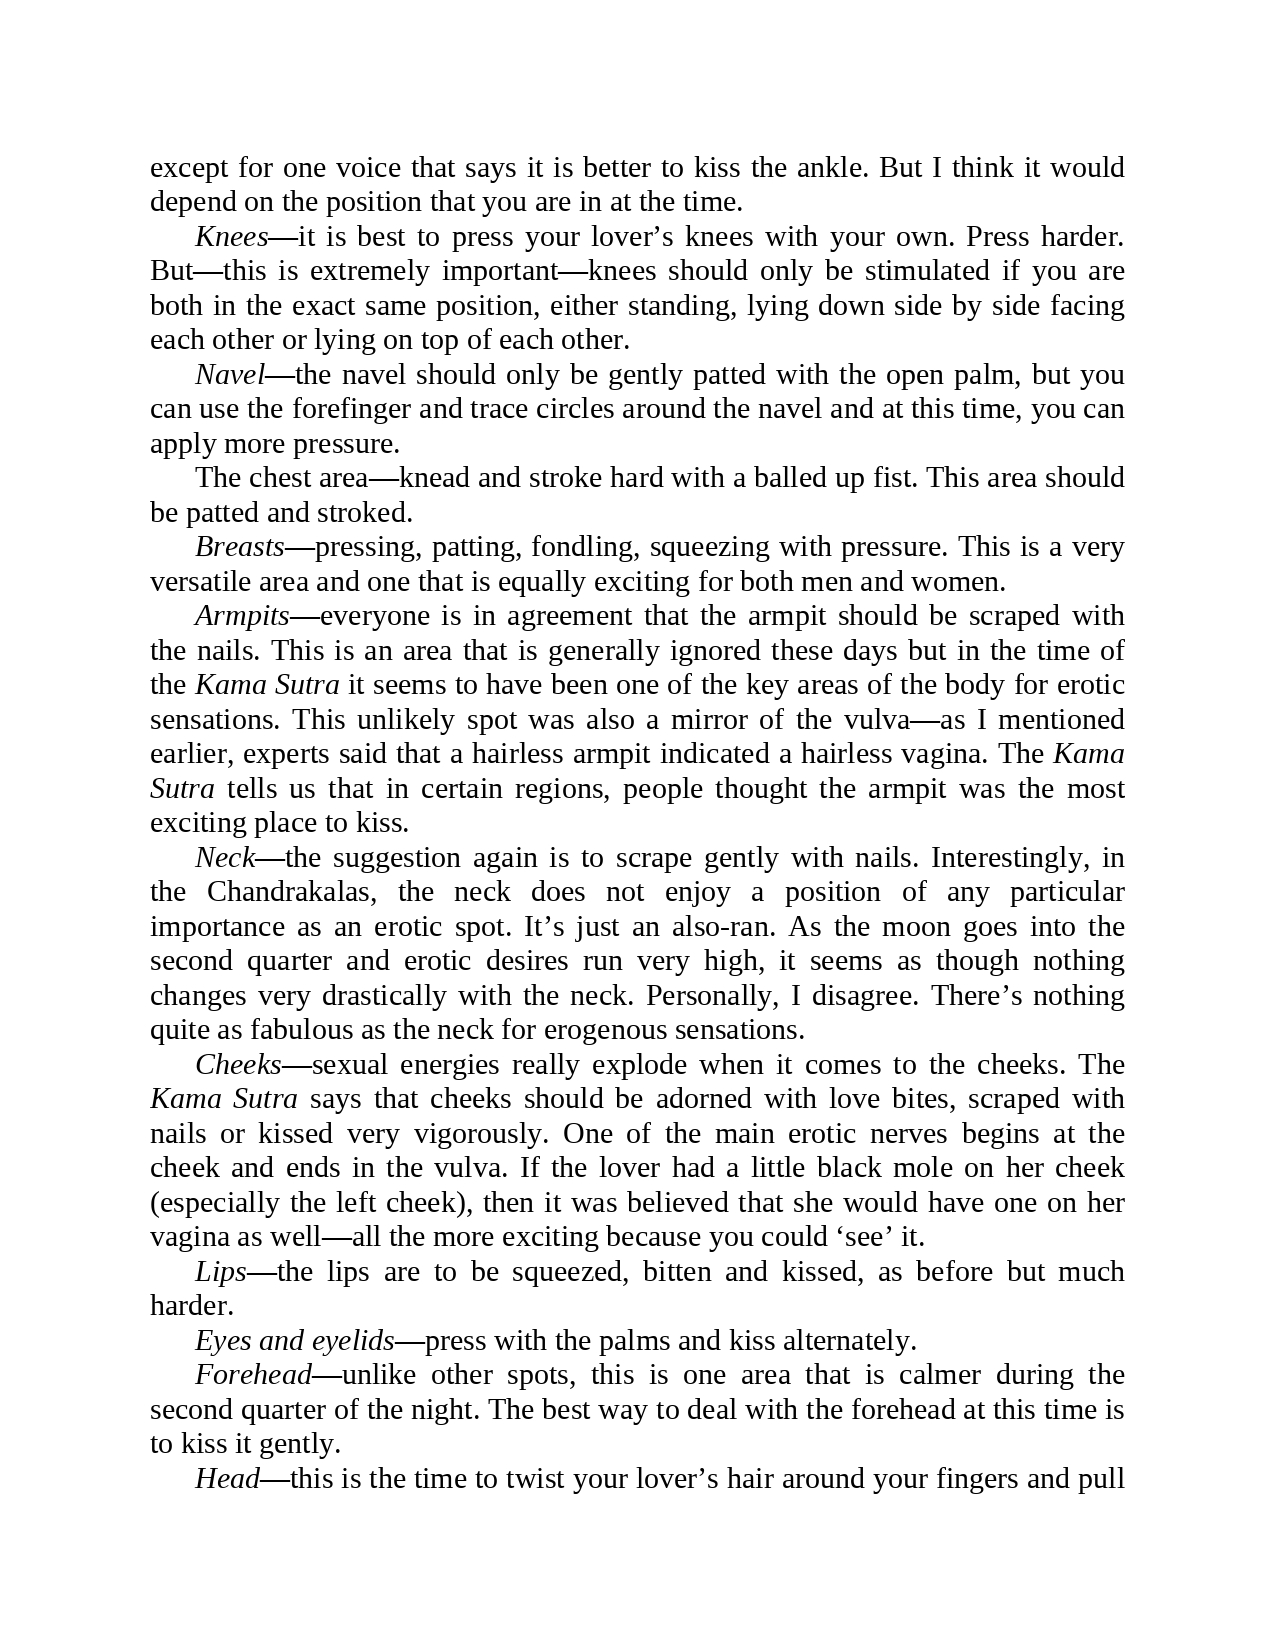 except for one voice that says it is better to kiss the ankle. But I think it would
depend on the position that you are in at the time.
Knees—it is best to press your lover’s knees with your own. Press harder.
But—this is extremely important—knees should only be stimulated if you are
both in the exact same position, either standing, lying down side by side facing
each other or lying on top of each other.
Navel—the navel should only be gently patted with the open palm, but you
can use the forefinger and trace circles around the navel and at this time, you can
apply more pressure.
The chest area—knead and stroke hard with a balled up fist. This area should
be patted and stroked.
Breasts—pressing, patting, fondling, squeezing with pressure. This is a very
versatile area and one that is equally exciting for both men and women.
Armpits—everyone is in agreement that the armpit should be scraped with
the nails. This is an area that is generally ignored these days but in the time of
the Kama Sutra it seems to have been one of the key areas of the body for erotic
sensations. This unlikely spot was also a mirror of the vulva—as I mentioned
earlier, experts said that a hairless armpit indicated a hairless vagina. The Kama
Sutra tells us that in certain regions, people thought the armpit was the most
exciting place to kiss.
Neck—the suggestion again is to scrape gently with nails. Interestingly, in
the Chandrakalas, the neck does not enjoy a position of any particular
importance as an erotic spot. It’s just an also-ran. As the moon goes into the
second quarter and erotic desires run very high, it seems as though nothing
changes very drastically with the neck. Personally, I disagree. There’s nothing
quite as fabulous as the neck for erogenous sensations.
Cheeks—sexual energies really explode when it comes to the cheeks. The
Kama Sutra says that cheeks should be adorned with love bites, scraped with
nails or kissed very vigorously. One of the main erotic nerves begins at the
cheek and ends in the vulva. If the lover had a little black mole on her cheek
(especially the left cheek), then it was believed that she would have one on her
vagina as well—all the more exciting because you could ‘see’ it.
Lips—the lips are to be squeezed, bitten and kissed, as before but much
harder.
Eyes and eyelids—press with the palms and kiss alternately.
Forehead—unlike other spots, this is one area that is calmer during the
second quarter of the night. The best way to deal with the forehead at this time is
to kiss it gently.
Head—this is the time to twist your lover’s hair around your fingers and pull